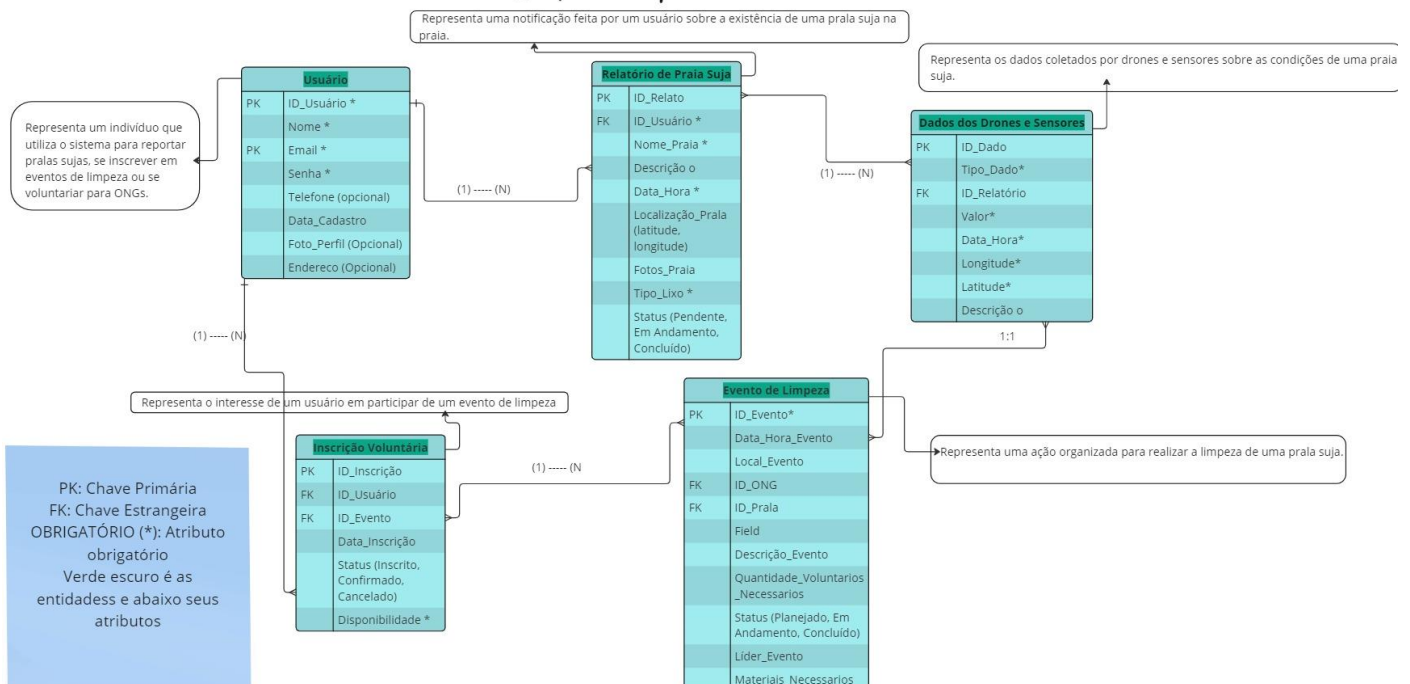 Representa uma notificação feita por um usuário sobre a existência de uma prala suja na
praia.
Representa os dados coletados por drones e sensores sobre as condições de uma praia
suja.
Representa um indivíduo que
utiliza o sistema para reportar
pralas sujas, se inscrever em
eventos de limpeza ou se
voluntariar para ONGs.
Usuário
PK ID_Usuário *
Nome *
PK Email *
Senha *
Telefone (opcional)
Data_Cadastro
Foto_Perfil (Opcional)
Endereco (Opcional)
(1) ----- (N)
Relatório de Praia Suja
PK ID_Relato
FK ID_Usuário *
Nome_Praia *
Descrição o
Data_Hora *
Localização_Prala
(latitude,
longitude)
Fotos_Praia
Tipo_Lixo *
Status (Pendente,
Em Andamento,
Concluído)
(1) ----- (N)
Dados dos Drones e Sensores
PK ID_Dado
Tipo_Dado*
FK ID_Relatório
Valor*
Data_Hora*
Longitude*
Latitude*
Descrição o
1:1
(1) ----- (N)
Representa o interesse de um usuário em participar de um evento de limpeza
Inscrição Voluntária
PK ID_Inscrição
FK ID_Usuário
FK ID_Evento
Data_Inscrição
Status (Inscrito,
Confirmado,
Cancelado)
Disponibilidade *
(1) ----- (N
Evento de Limpeza
PK ID_Evento*
Data_Hora_Evento
Local_Evento
FK ID_ONG
FK ID_Prala
Field
Descrição_Evento
Quantidade_Voluntarios
_Necessarios
Status (Planejado, Em
Andamento, Concluído)
Líder_Evento
Materiais_Necessarios
Representa uma ação organizada para realizar a limpeza de uma prala suja.
PK: Chave Primária
FK: Chave Estrangeira
OBRIGATÓRIO (*): Atributo
obrigatório
Verde escuro é as
entidadess e abaixo seus
atributos